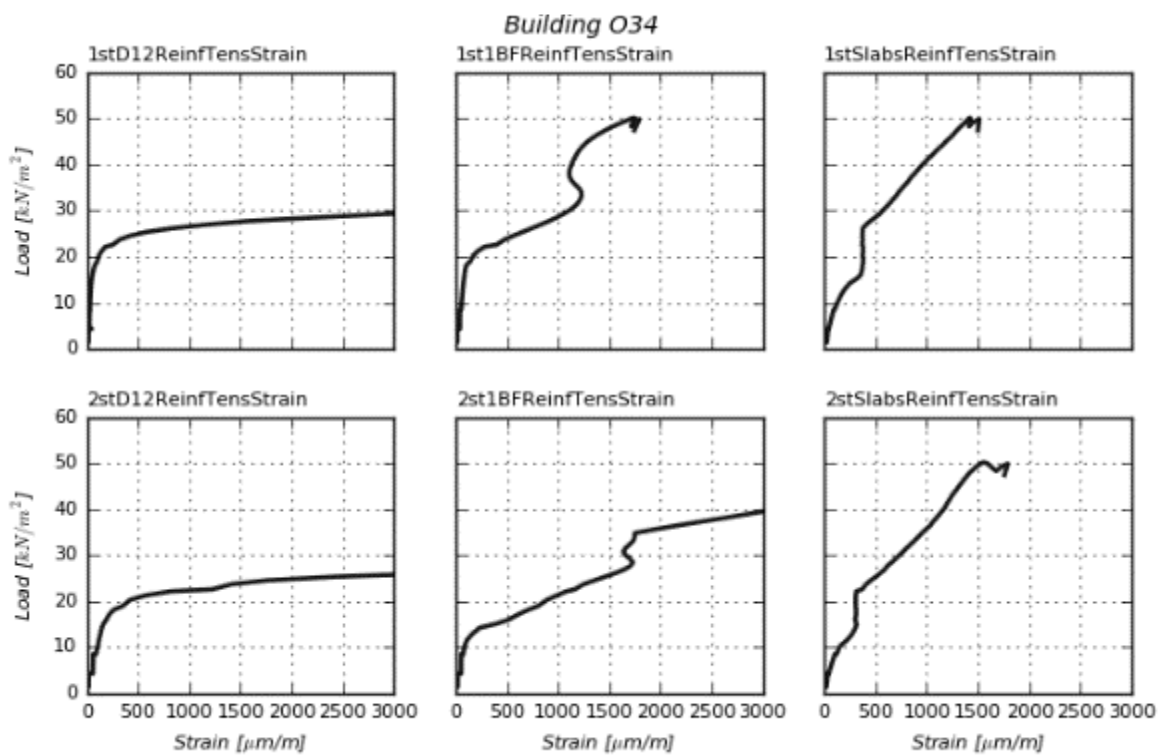 Building O34
1stD12ReinfTensStrain
1st1BFReinfTensStrain
1stSlabsReinfTensStrain
60
50
40
30
20
10
0
Load [kN/m²]
2stD12ReinfTensStrain
2st1BFReinfTensStrain
2stSlabsReinfTensStrain
60
50
40
30
20
10
0
Load [kN/m²]
0 500 1000 1500 2000 2500 3000
0 500 1000 1500 2000 2500 3000
0 500 1000 1500 2000 2500 3000
Strain [μm/m]
Strain [μm/m]
Strain [μm/m]